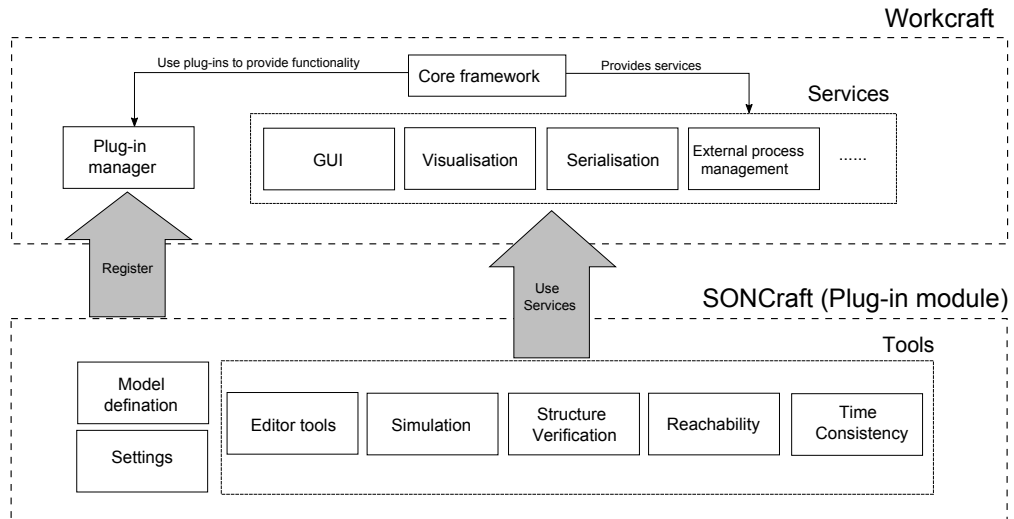 Workcraft
Use plug-ins to provide functionality
Core framework
Provides services
Services
Plug-in
manager
GUI
Visualisation
Serialisation
External process
management
......
Register
Use
Services
SONCraft (Plug-in module)
Tools
Model
defination
Settings
Editor tools
Simulation
Structure
Verification
Reachability
Time
Consistency